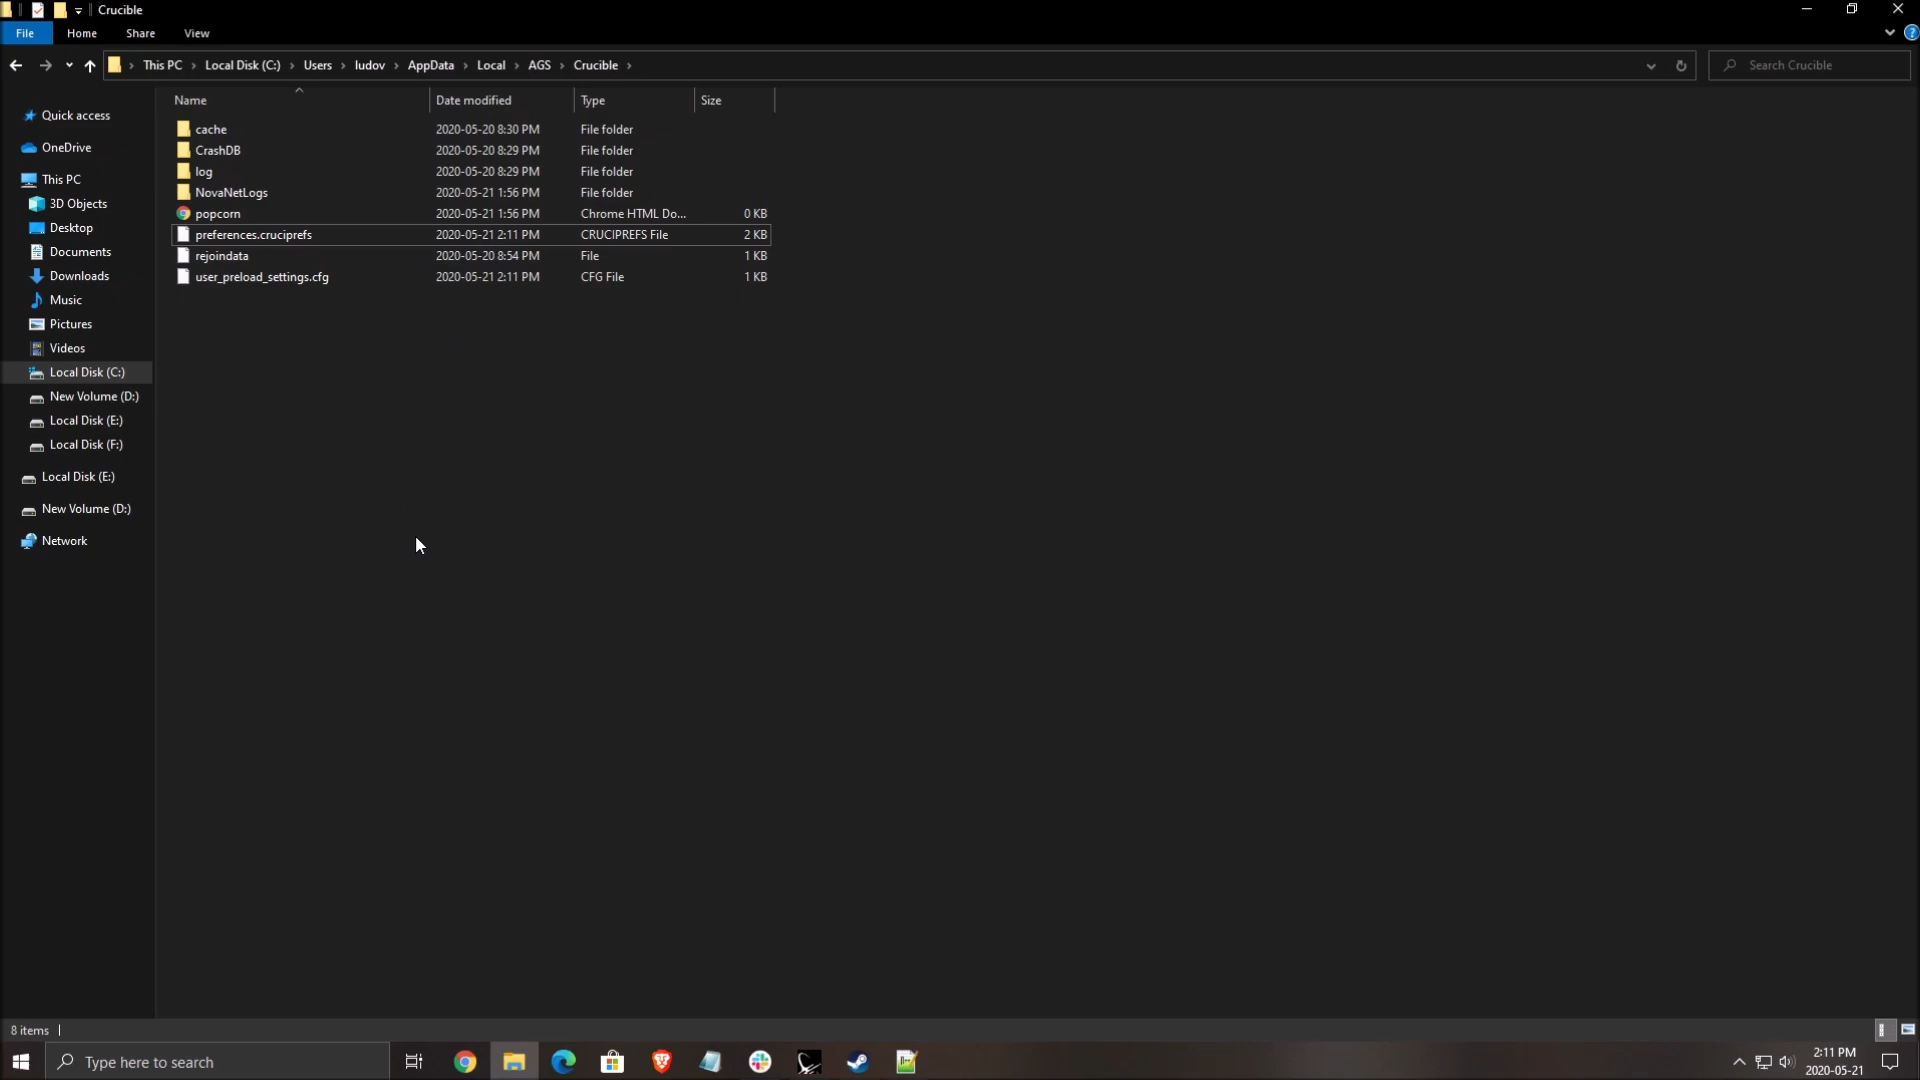 Crucible
File Home Share View
This PC Local Disk (C:) Users ludov AppData Local AGS Crucible Search Crucible
Name Date modified Type Size
Quick access
OneDrive
This PC
3D Objects
Desktop
Documents
Downloads
Music
Pictures
Videos
Local Disk (C:)
New Volume (D:)
Local Disk (E:)
Local Disk (F:)
Local Disk (E:)
New Volume (D:)
Network
cache 2020-05-20 8:30 PM File folder
CrashDB 2020-05-20 8:29 PM File folder
log 2020-05-20 8:29 PM File folder
NovaNetLogs 2020-05-21 1:56 PM File folder
popcorn 2020-05-21 1:56 PM Chrome HTML Do... 0 KB
preferences.cruciprefs 2020-05-21 2:11 PM CRUCIPREFS File 2 KB
rejoindata 2020-05-20 8:54 PM File 1 KB
user_preload_settings.cfg 2020-05-21 2:11 PM CFG File 1 KB
8 items
Type here to search
2:11 PM
2020-05-21